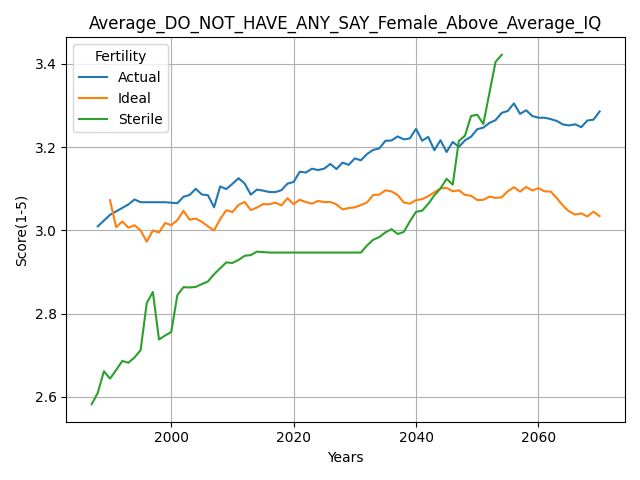 Average_DO_NOT_HAVE_ANY_SAY_Female_Above_Average_IQ
Fertility
Actual
Ideal
Sterile
Score(1-5)
3.4
3.2
3.0
2.8
2.6
2000
2020
2040
2060
Years